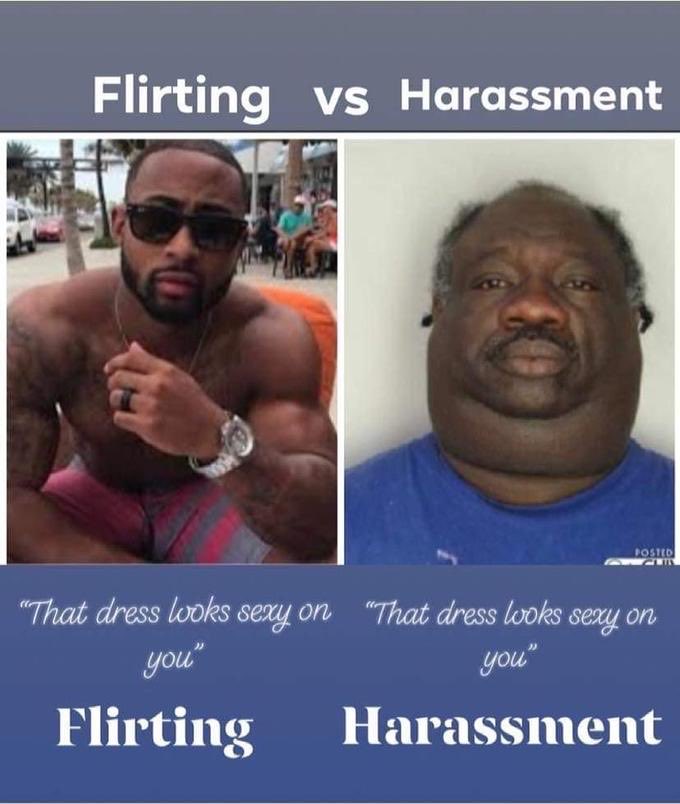 Flirting vs Harassment
POSTED
"That dress looks sexy on
you"
"That dress looks sexy on
you"
Flirting
Harassment